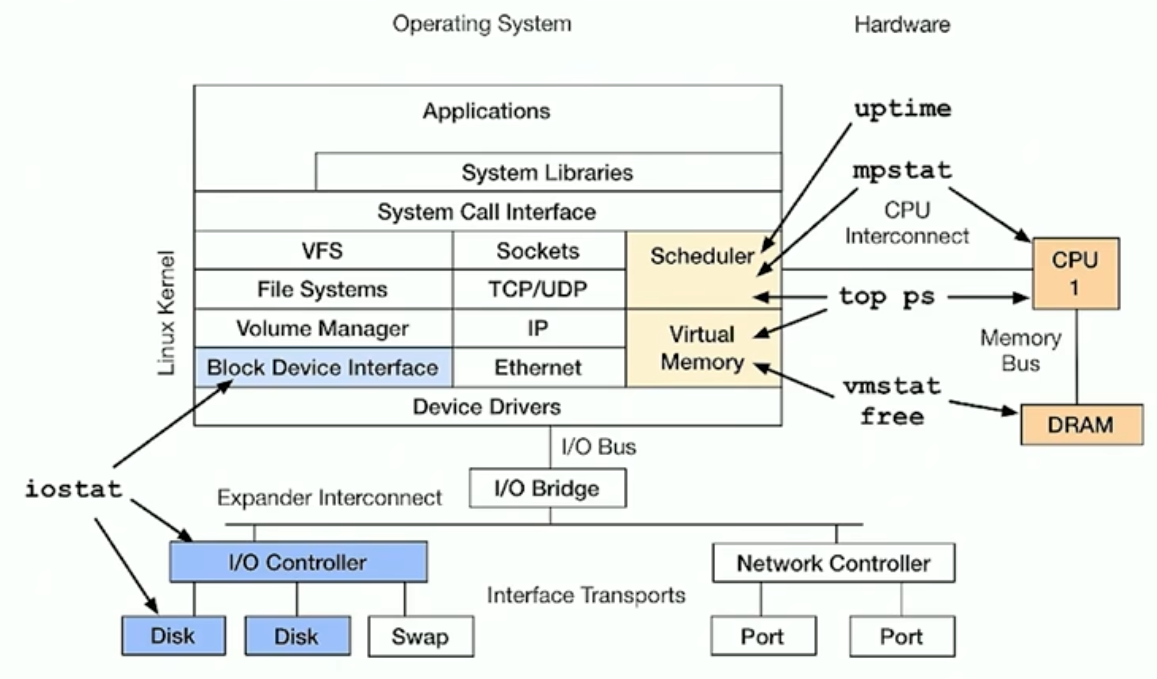 Operating System
Hardware
Applications
uptime
System Libraries
mpstat
System Call Interface
CPU
Interconnect
Linux Kernel
VFS
Sockets
Scheduler
CPU
1
File Systems
TCP/UDP
top ps
Volume Manager
IP
Virtual
Memory
Memory
Bus
Block Device Interface
Ethernet
vmstat
free
Device Drivers
DRAM
I/O Bus
iostat
Expander Interconnect
I/O Bridge
I/O Controller
Network Controller
Interface Transports
Disk
Disk
Swap
Port
Port